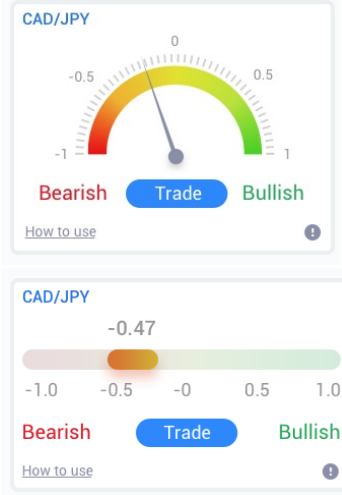 CAD/JPY
0
-0.5 0.5
-1 1
Bearish Trade Bullish
How to use
CAD/JPY
-0.47
-1.0 -0.5 -0 0.5 1.0
Bearish Trade Bullish
How to use